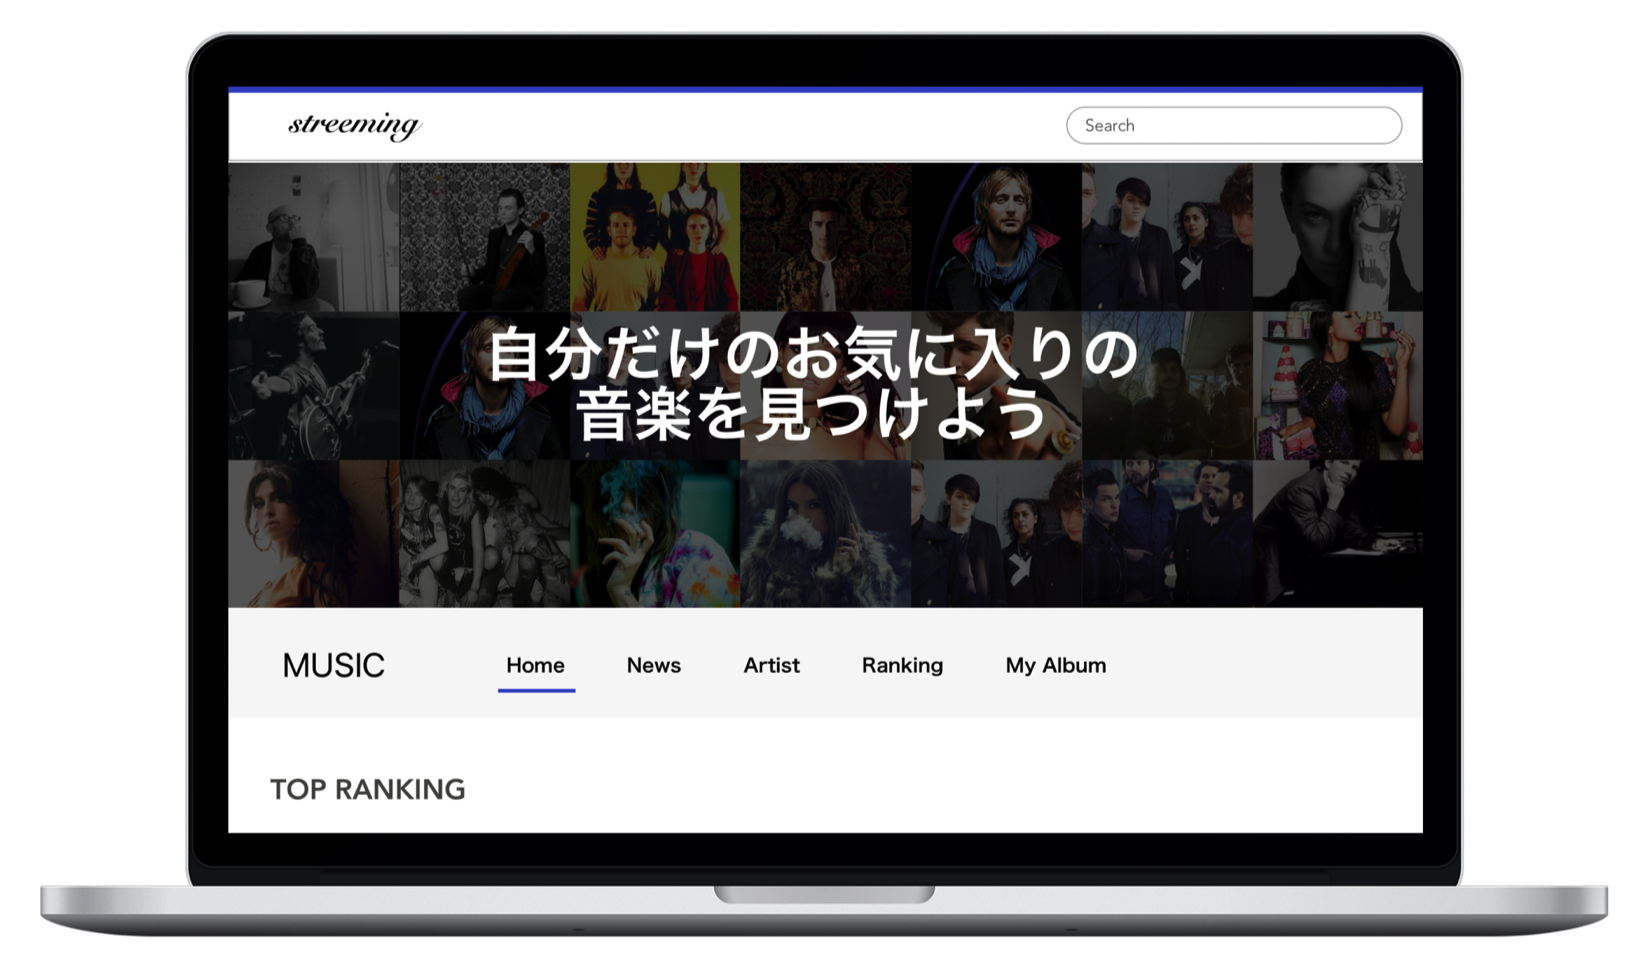 streeming
Search
自分だけのお気に入りの
音楽を見つけよう
MUSIC
Home
News
Artist
Ranking
My Album
TOP RANKING